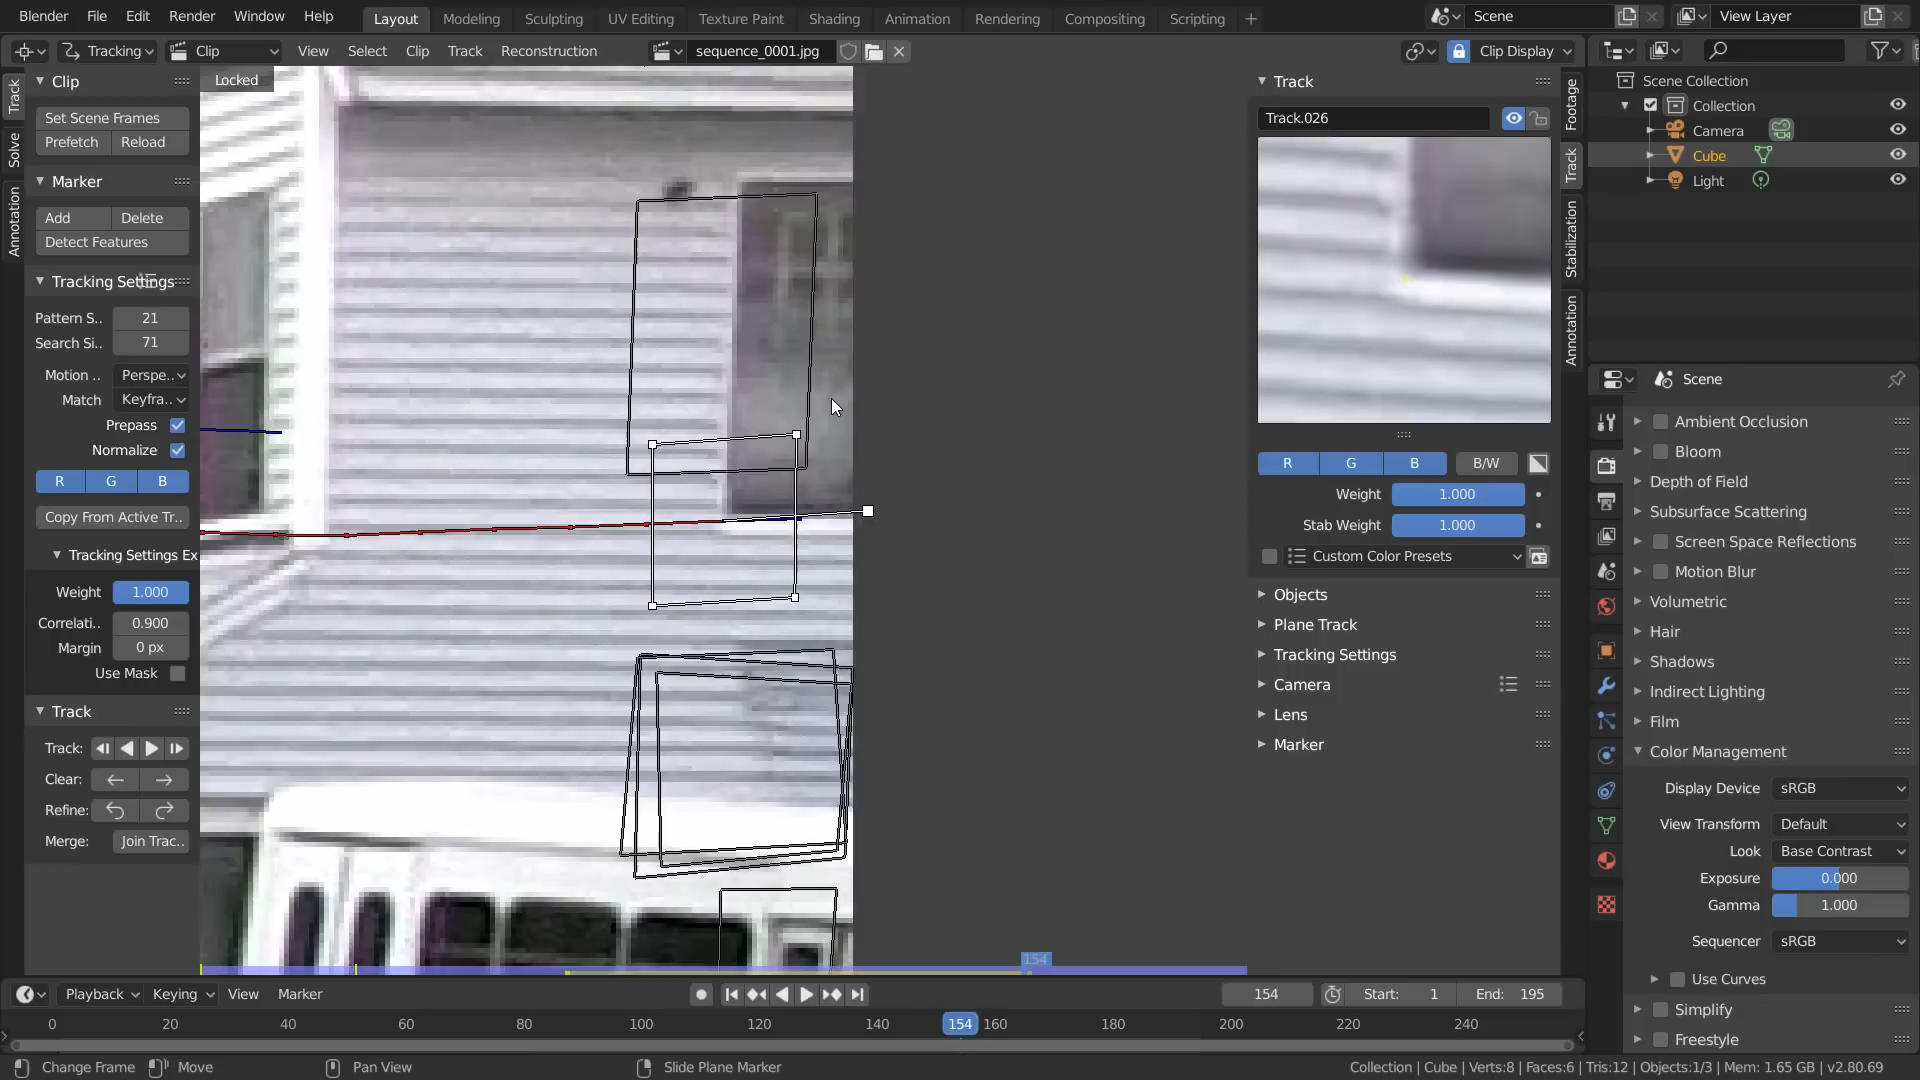 Blender File Edit Render Window Help Layout Modeling Sculpting UV Editing Texture Paint Shading Animation Rendering Compositing Scripting + Scene View Layer
Tracking Clip View Select Clip Track Reconstruction sequence_0001.jpg Clip Display
Track
Solve
Annotation
Clip
Set Scene Frames
Prefetch Reload
Marker
Add Delete
Detect Features
Tracking Settings
Pattern S.. 21
Search Si.. 71
Motion .. Perspe..
Match Keyfra..
Prepass
Normalize
R G B
Copy From Active Tr..
Tracking Settings Ex
Weight 1.000
Correlati.. 0.900
Margin 0 px
Use Mask
Track
Track:
Clear:
Refine:
Merge: Join Trac..
Locked
154
Track
Track.026
R G B B/W
Weight 1.000
Stab Weight 1.000
Custom Color Presets
Objects
Plane Track
Tracking Settings
Camera
Lens
Marker
Footage
Track
Stabilization
Annotation
Scene Collection
Collection
Camera
Cube
Light
Scene
Ambient Occlusion
Bloom
Depth of Field
Subsurface Scattering
Screen Space Reflections
Motion Blur
Volumetric
Hair
Shadows
Indirect Lighting
Film
Color Management
Display Device sRGB
View Transform Default
Look Base Contrast
Exposure 0.000
Gamma 1.000
Sequencer sRGB
Use Curves
Simplify
Freestyle
Playback Keying View Marker 154 Start: 1 End: 195
0 20 40 60 80 100 120 140 154 160 180 200 220 240
Change Frame Move Pan View Slide Plane Marker Collection | Cube | Verts:8 | Faces:6 | Tris:12 | Objects:1/3 | Mem: 1.65 GB | v2.80.69